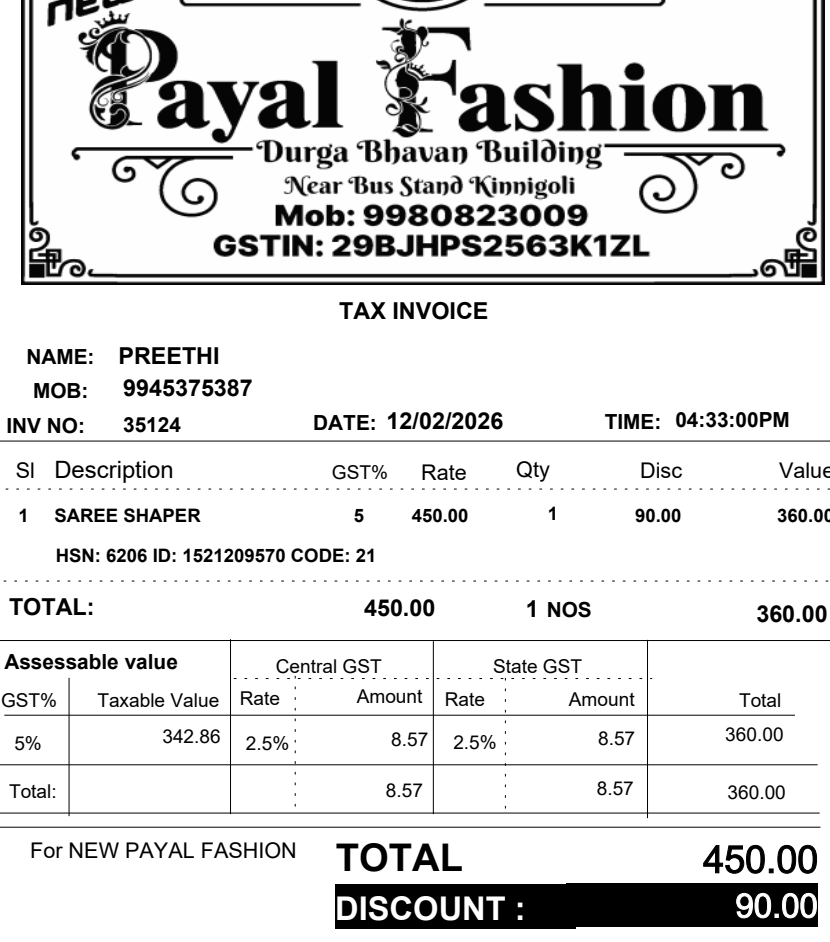 new
Payal Fashion
Durga Bhavan Building
Near Bus Stand Kinnigoli
Mob: 9980823009
GSTIN: 29BJHPS2563K1ZL
TAX INVOICE
NAME: PREETHI
MOB: 9945375387
INV NO: 35124 DATE: 12/02/2026 TIME: 04:33:00PM
Sl Description GST% Rate Qty Disc Value
1 SAREE SHAPER 5 450.00 1 90.00 360.00
HSN: 6206 ID: 1521209570 CODE: 21
TOTAL: 450.00 1 NOS 360.00
Assessable value Central GST State GST
GST% Taxable Value Rate Amount Rate Amount Total
5% 342.86 2.5% 8.57 2.5% 8.57 360.00
Total: 8.57 8.57 360.00
For NEW PAYAL FASHION TOTAL 450.00
DISCOUNT : 90.00